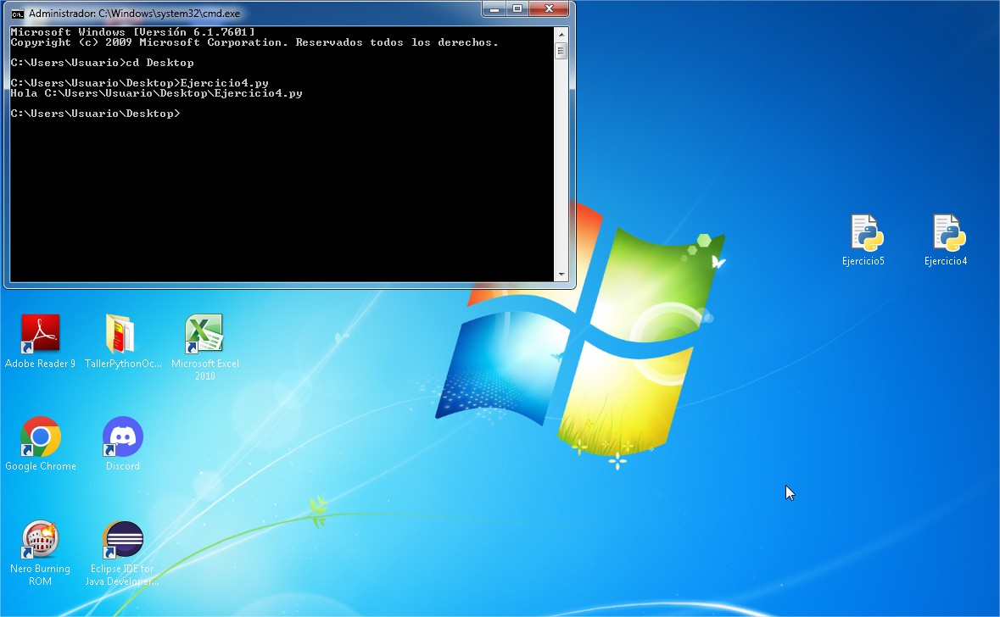 Administrador: C:\Windows\system32\cmd.exe
Microsoft Windows [Versión 6.1.7601]
Copyright (c) 2009 Microsoft Corporation. Reservados todos los derechos.
C:\Users\Usuario>cd Desktop
C:\Users\Usuario\Desktop>Ejercicio4.py
Hola C:\Users\Usuario\Desktop\Ejercicio4.py
C:\Users\Usuario\Desktop>
Ejercicio5
Ejercicio4
Adobe Reader 9
TallerPythonOc...
Microsoft Excel
2010
Google Chrome
Discord
Nero Burning
ROM
Eclipse IDE for
Java Developer...